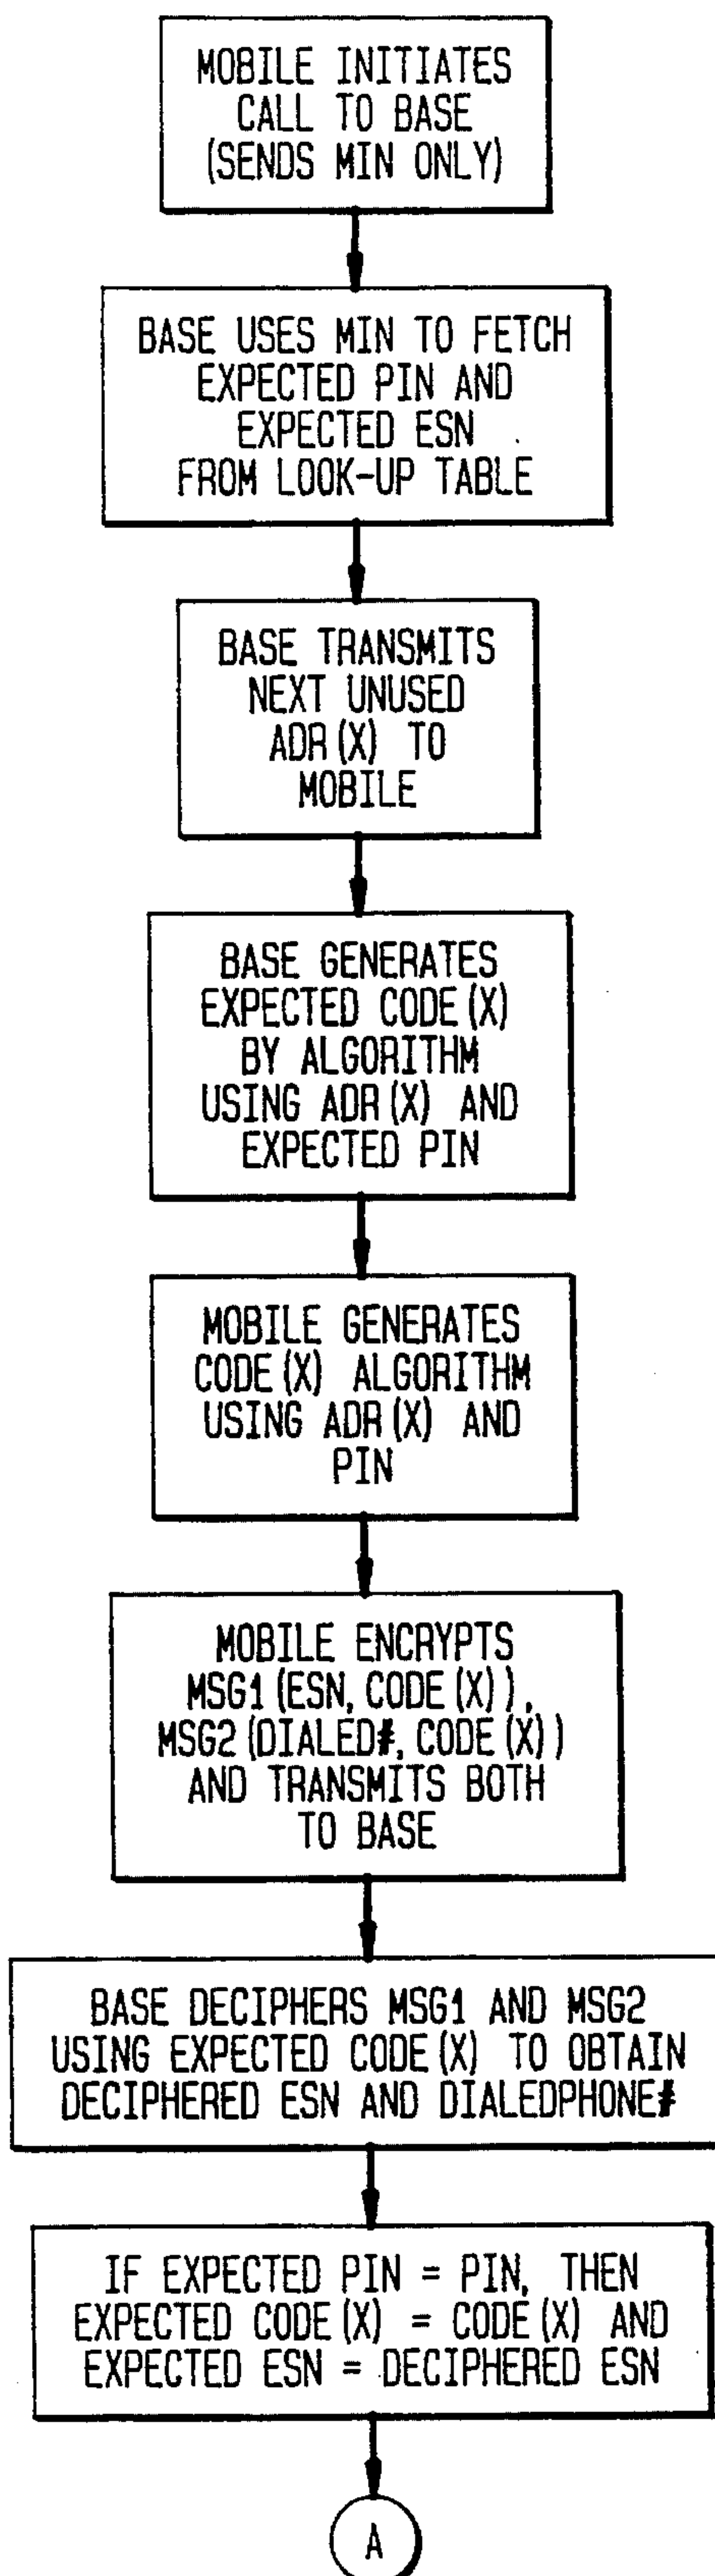 MOBILE INITIATES
CALL TO BASE
(SENDS MIN ONLY)
BASE USES MIN TO FETCH
EXPECTED PIN AND
EXPECTED ESN
FROM LOOK-UP TABLE
BASE TRANSMITS
NEXT UNUSED
ADR(X) TO
MOBILE
BASE GENERATES
EXPECTED CODE(X)
BY ALGORITHM
USING ADR(X) AND
EXPECTED PIN
MOBILE GENERATES
CODE(X) ALGORITHM
USING ADR(X) AND
PIN
MOBILE ENCRYPTS
MSG1(ESN, CODE(X)),
MSG2(DIALED#, CODE(X))
AND TRANSMITS BOTH
TO BASE
BASE DECIPHERS MSG1 AND MSG2
USING EXPECTED CODE(X) TO OBTAIN
DECIPHERED ESN AND DIALEDPHONE#
IF EXPECTED PIN = PIN, THEN
EXPECTED CODE(X) = CODE(X) AND
EXPECTED ESN = DECIPHERED ESN
A